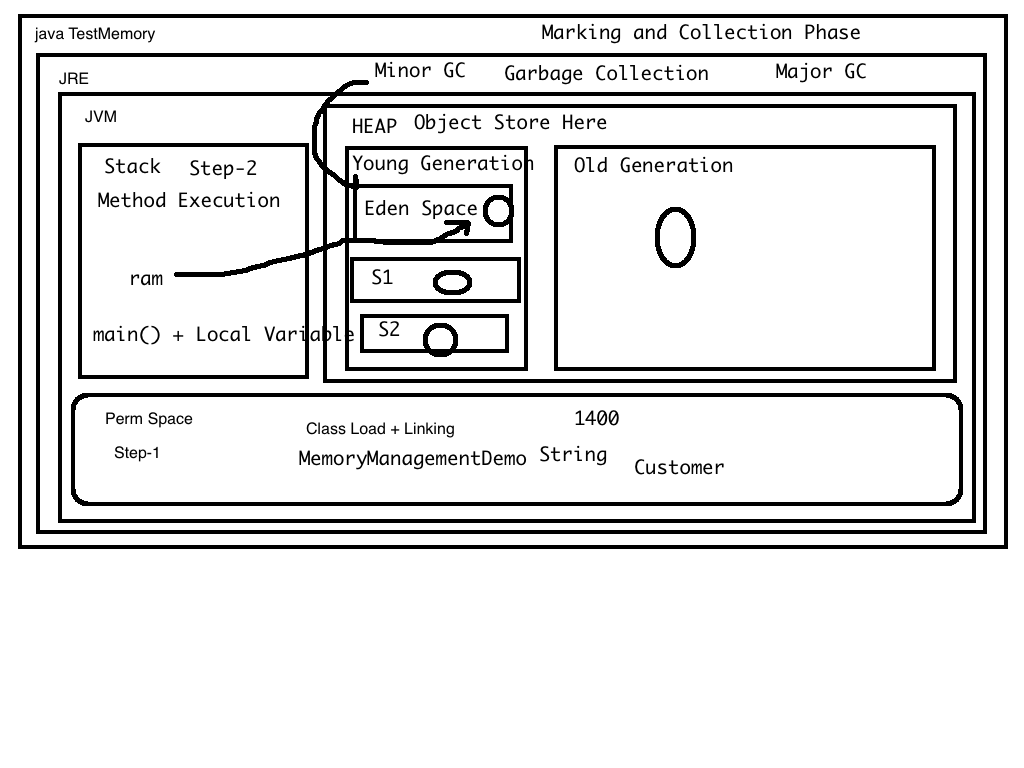 java TestMemory
Marking and Collection Phase
JRE
Minor GC
Garbage Collection
Major GC
JVM
HEAP
Object Store Here
Stack
Step-2
Method Execution
ram
main() + Local Variable
Young Generation
Eden Space
S1
S2
Old Generation
Perm Space
Step-1
Class Load + Linking
1400
MemoryManagementDemo
String
Customer